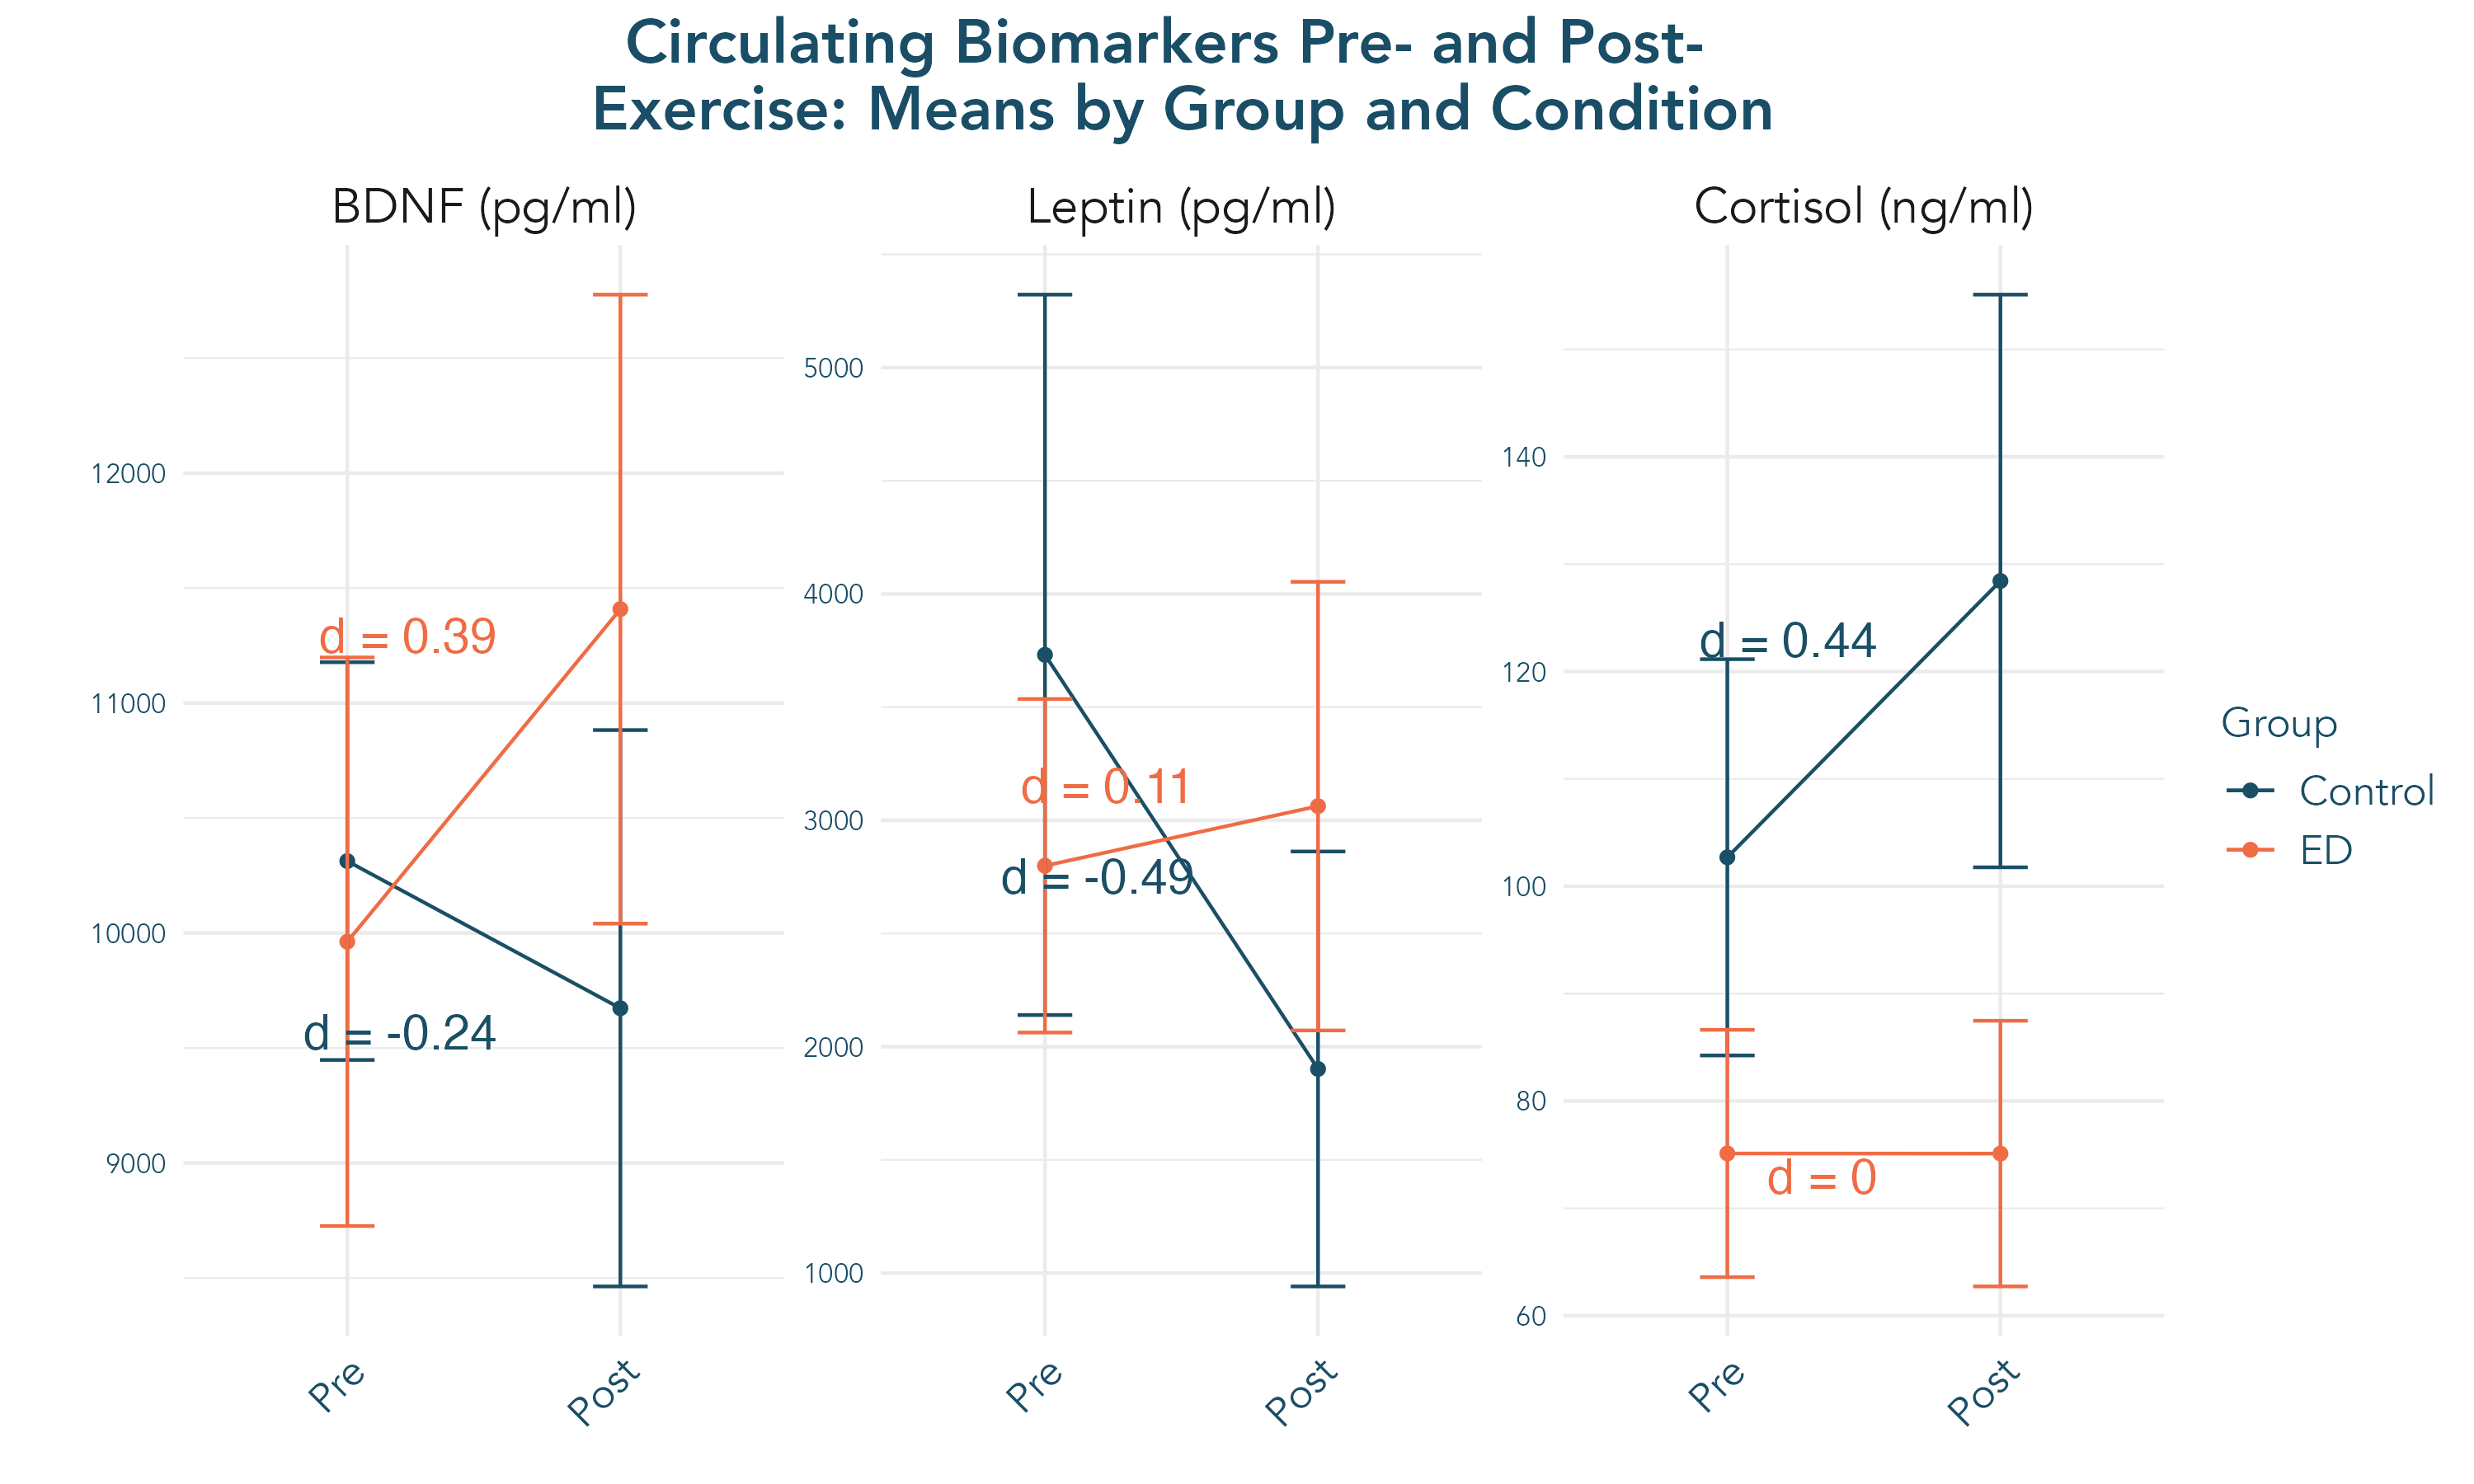 Circulating Biomarkers Pre- and Post-
Exercise: Means by Group and Condition
BDNF (pg/ml)
12000
11000
10000
9000
d = 0.39
d = -0.24
Pre
Post
Leptin (pg/ml)
5000
4000
3000
2000
1000
d = 0.11
d = -0.49
Pre
Post
Cortisol (ng/ml)
140
120
100
80
60
d = 0.44
d = 0
Pre
Post
Group
Control
ED